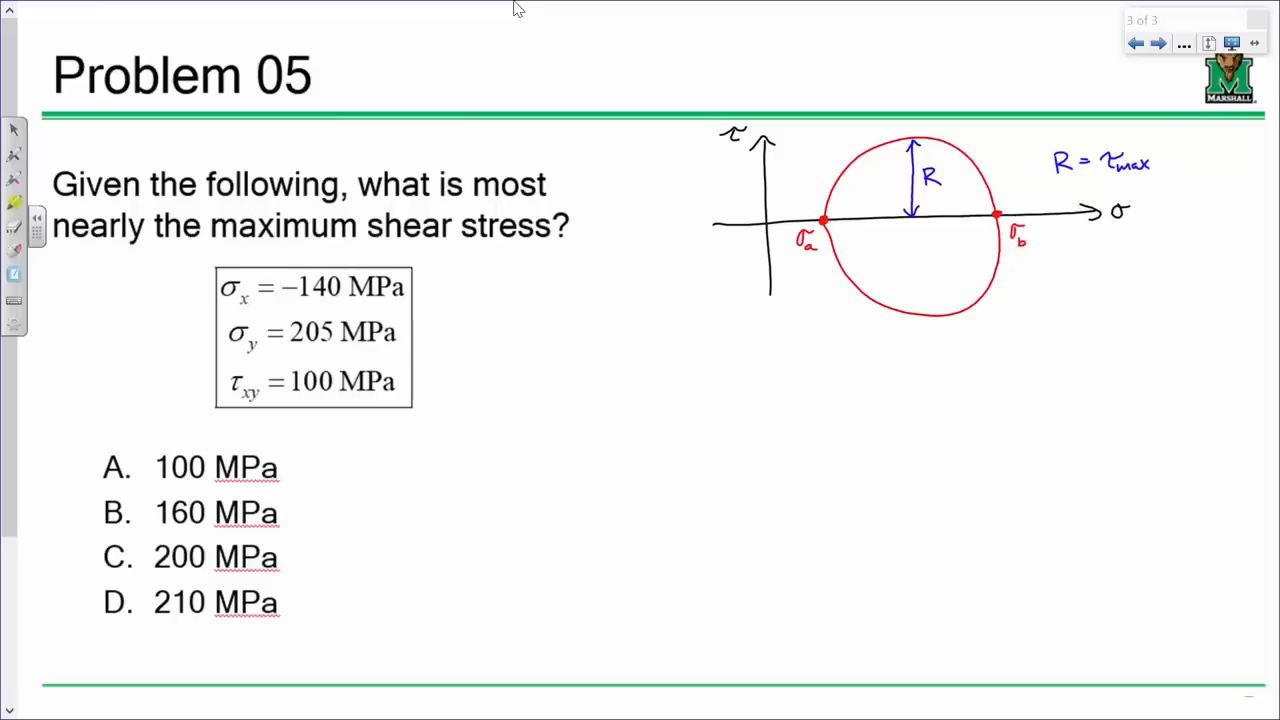 3 of 3
Problem 05
MARSHALL
Given the following, what is most
nearly the maximum shear stress?
σx = −140 MPa
σy = 205 MPa
τxy = 100 MPa
A. 100 MPa
B. 160 MPa
C. 200 MPa
D. 210 MPa
τ
R
R = τmax
σ
σa
σb